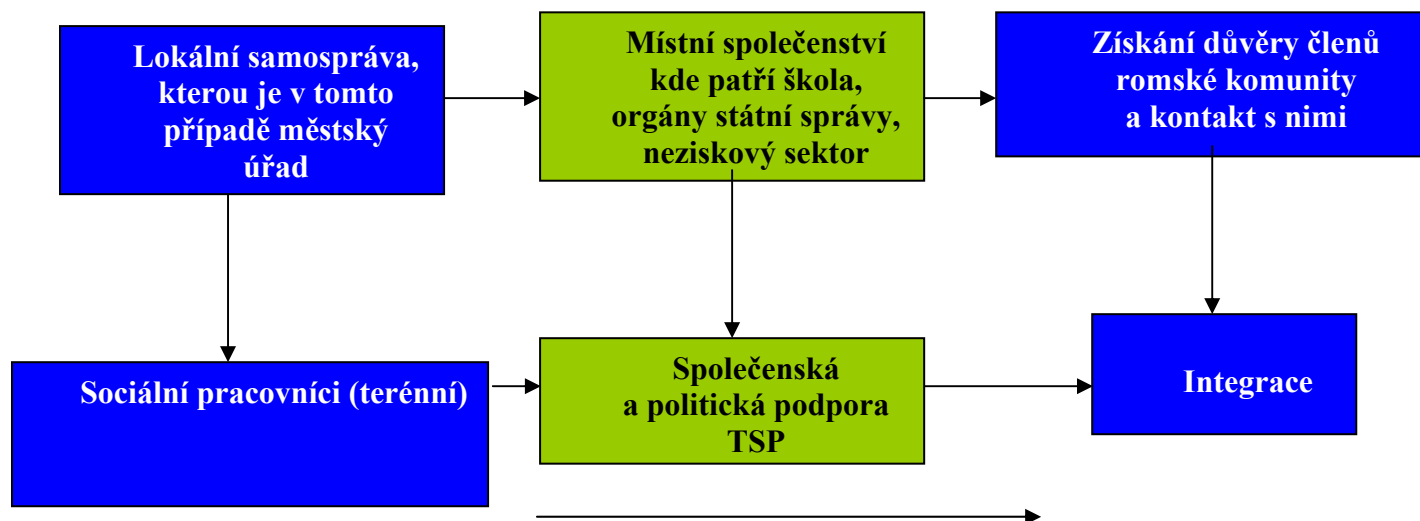 Lokální samospráva,
kterou je v tomto
případě městský
úřad
Místní společenství
kde patří škola,
orgány státní správy,
neziskový sektor
Získání důvěry členů
romské komunity
a kontakt s nimi
Sociální pracovníci (terénní)
Společenská
a politická podpora
TSP
Integrace